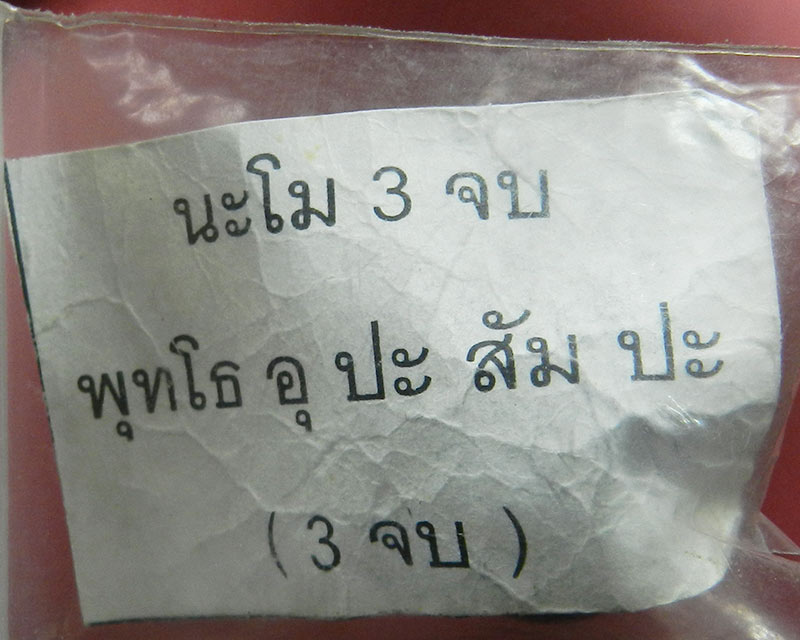 นะโม 3 จบ
พุทโธ อุ ปะ สัม ปะ
( 3 จบ )